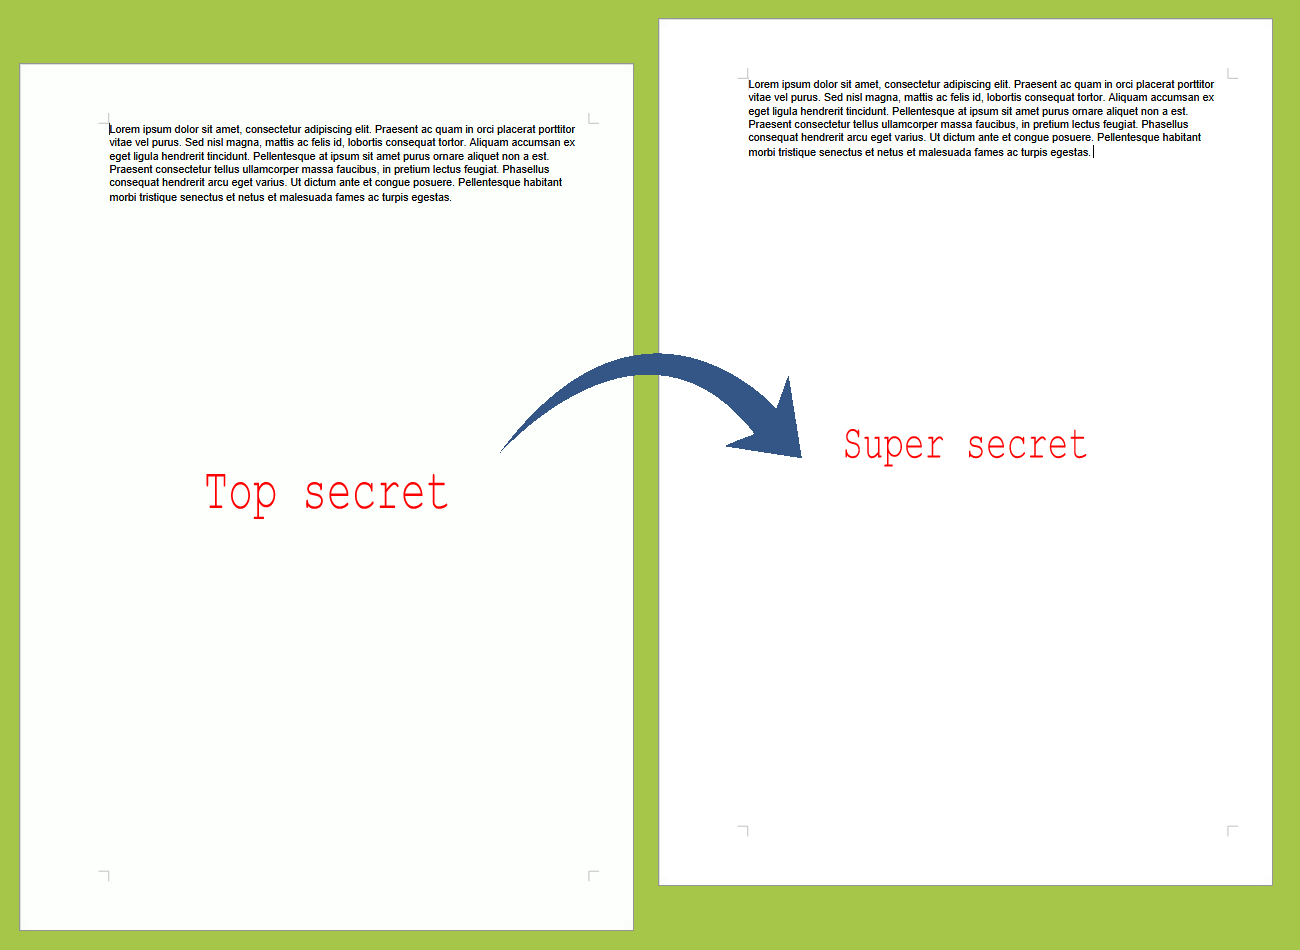 Lorem ipsum dolor sit amet, consectetur adipiscing elit. Praesent ac quam in orci placerat porttitor
vitae vel purus. Sed nisl magna, mattis ac felis id, lobortis consequat tortor. Aliquam accumsan ex
eget ligula hendrerit tincidunt. Pellentesque at ipsum sit amet purus ornare aliquet non a est.
Praesent consectetur tellus ullamcorper massa faucibus, in pretium lectus feugiat. Phasellus
consequat hendrerit arcu eget varius. Ut dictum ante et congue posuere. Pellentesque habitant
morbi tristique senectus et netus et malesuada fames ac turpis egestas.
Top secret
Lorem ipsum dolor sit amet, consectetur adipiscing elit. Praesent ac quam in orci placerat porttitor
vitae vel purus. Sed nisl magna, mattis ac felis id, lobortis consequat tortor. Aliquam accumsan ex
eget ligula hendrerit tincidunt. Pellentesque at ipsum sit amet purus ornare aliquet non a est.
Praesent consectetur tellus ullamcorper massa faucibus, in pretium lectus feugiat. Phasellus
consequat hendrerit arcu eget varius. Ut dictum ante et congue posuere. Pellentesque habitant
morbi tristique senectus et netus et malesuada fames ac turpis egestas.
Super secret